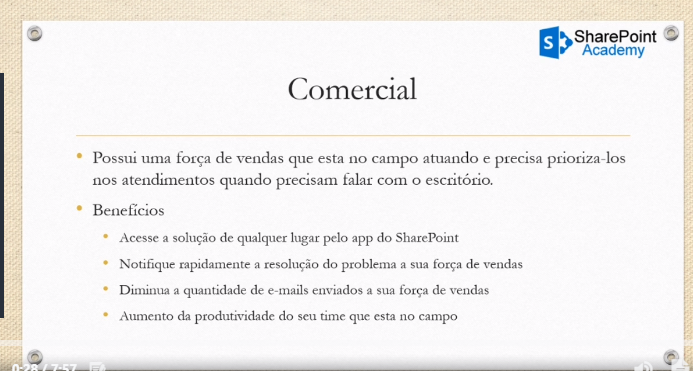 SharePoint
Academy
Comercial
Possui uma força de vendas que esta no campo atuando e precisa prioriza-los
nos atendimentos quando precisam falar com o escritório.
Benefícios
Acesse a solução de qualquer lugar pelo app do SharePoint
Notifique rapidamente a resolução do problema a sua força de vendas
Diminua a quantidade de e-mails enviados a sua força de vendas
Aumento da produtividade do seu time que esta no campo
0:28 / 7:57